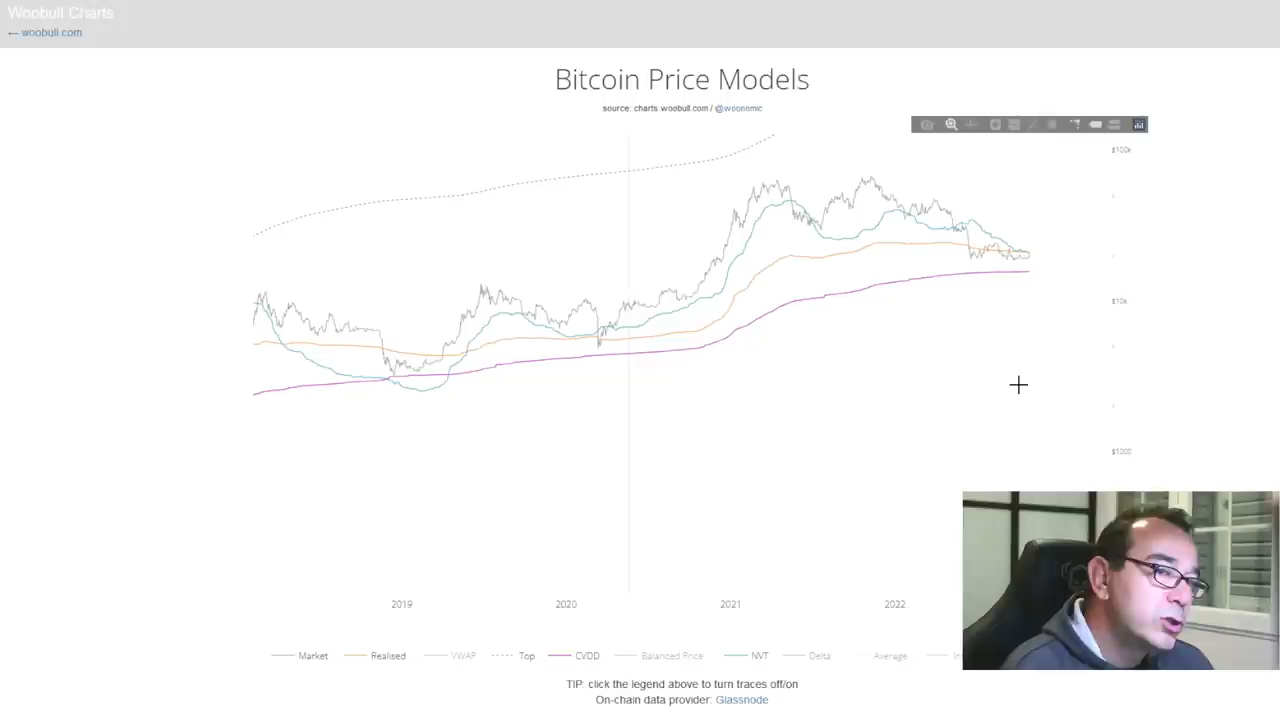 Woobull Charts
← woobull.com
Bitcoin Price Models
source: charts.woobull.com / @woonomic
$100k
$10k
$1000
2019 2020 2021 2022
Market Realised VWAP Top CVDD Balanced Price NVT Delta Average
TIP: click the legend above to turn traces off/on
On-chain data provider: Glassnode